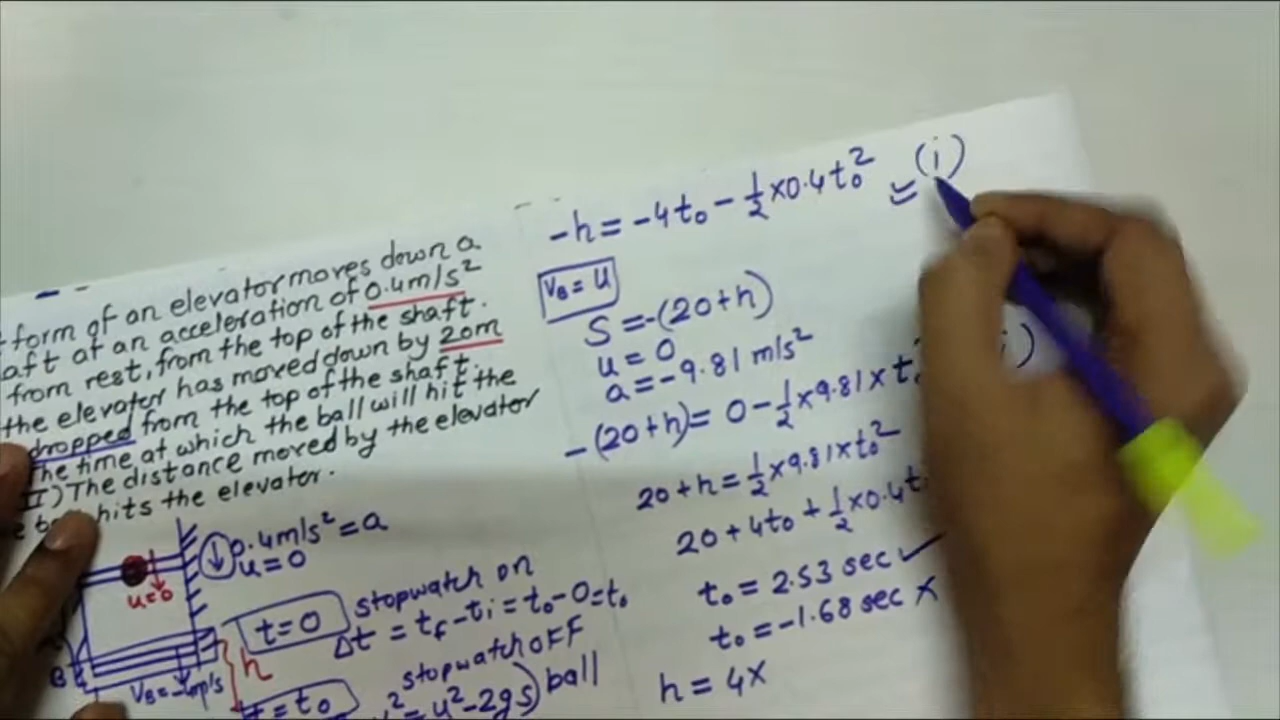 form of an elevator moves down a
aft at an acceleration of 0.4m/s²
from rest, from the top of the shaft.
the elevator has moved down by 20m
dropped from the top of the shaft.
The time at which the ball will hit the
II) The distance moved by the elevator
hits the elevator.
0.4m/s² = a
u=0
u=0
t=0
stopwatch on
Δt = tf - ti = t₀ - 0 = t₀
stopwatch OFF
h
B
t = t₀
u² - 2gs) ball
-h = -4t₀ - 1/2 × 0.4t₀² (i)
VB = u
S = -(20+h)
u = 0
a = -9.81 m/s²
-(20+h) = 0 - 1/2 × 9.81 ×
20+h = 1/2 × 9.81 × t₀²
20 + 4t₀ + 1/2 × 0.4t
t₀ = 2.53 sec ✓
t₀ = -1.68 sec ×
h = 4×